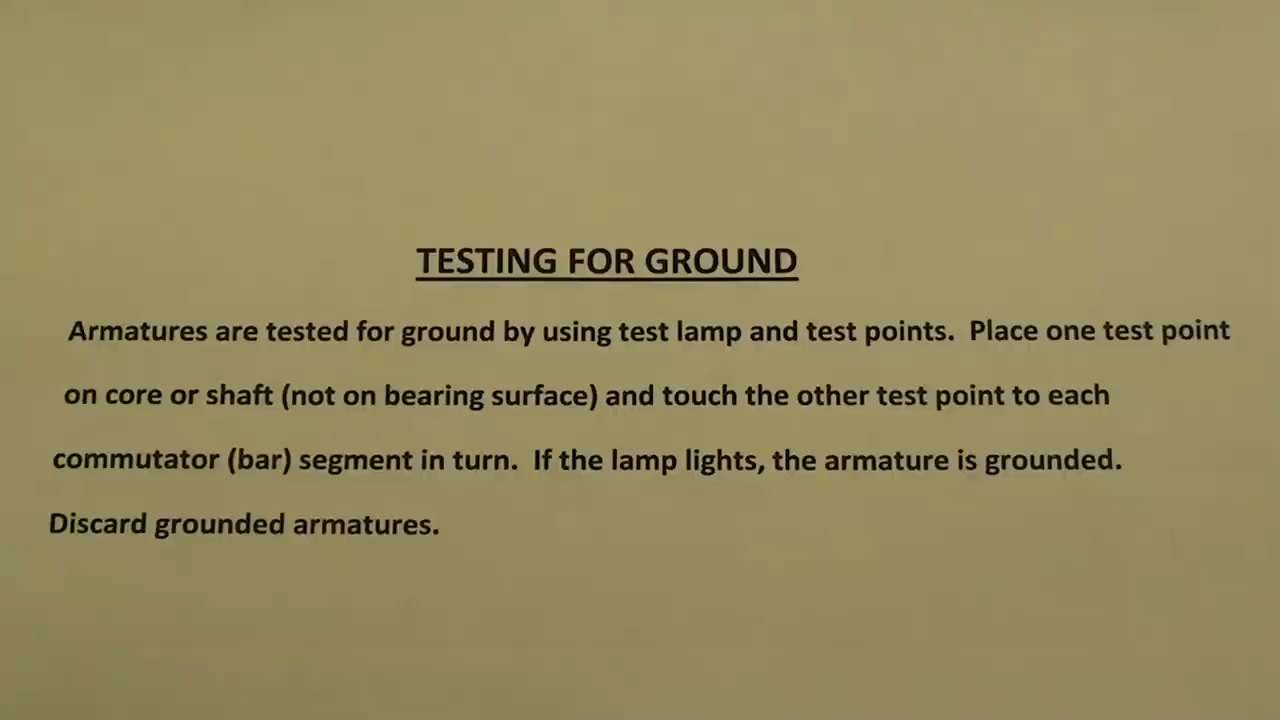 TESTING FOR GROUND
Armatures are tested for ground by using test lamp and test points.  Place one test point
on core or shaft (not on bearing surface) and touch the other test point to each
commutator (bar) segment in turn.  If the lamp lights, the armature is grounded.
Discard grounded armatures.